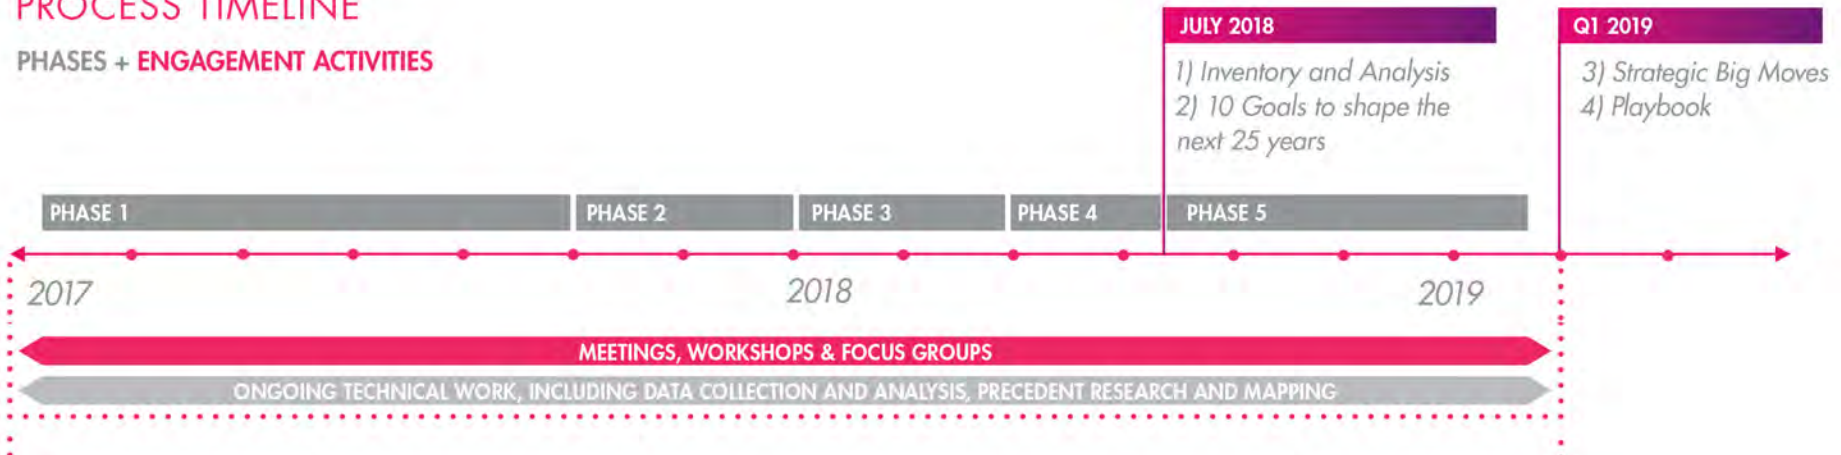 PROCESS TIMELINE
PHASES + ENGAGEMENT ACTIVITIES
JULY 2018
1) Inventory and Analysis
2) 10 Goals to shape the
next 25 years
Q1 2019
3) Strategic Big Moves
4) Playbook
PHASE 1
PHASE 2
PHASE 3
PHASE 4
PHASE 5
2017
2018
2019
MEETINGS, WORKSHOPS & FOCUS GROUPS
ONGOING TECHNICAL WORK, INCLUDING DATA COLLECTION AND ANALYSIS, PRECEDENT RESEARCH AND MAPPING